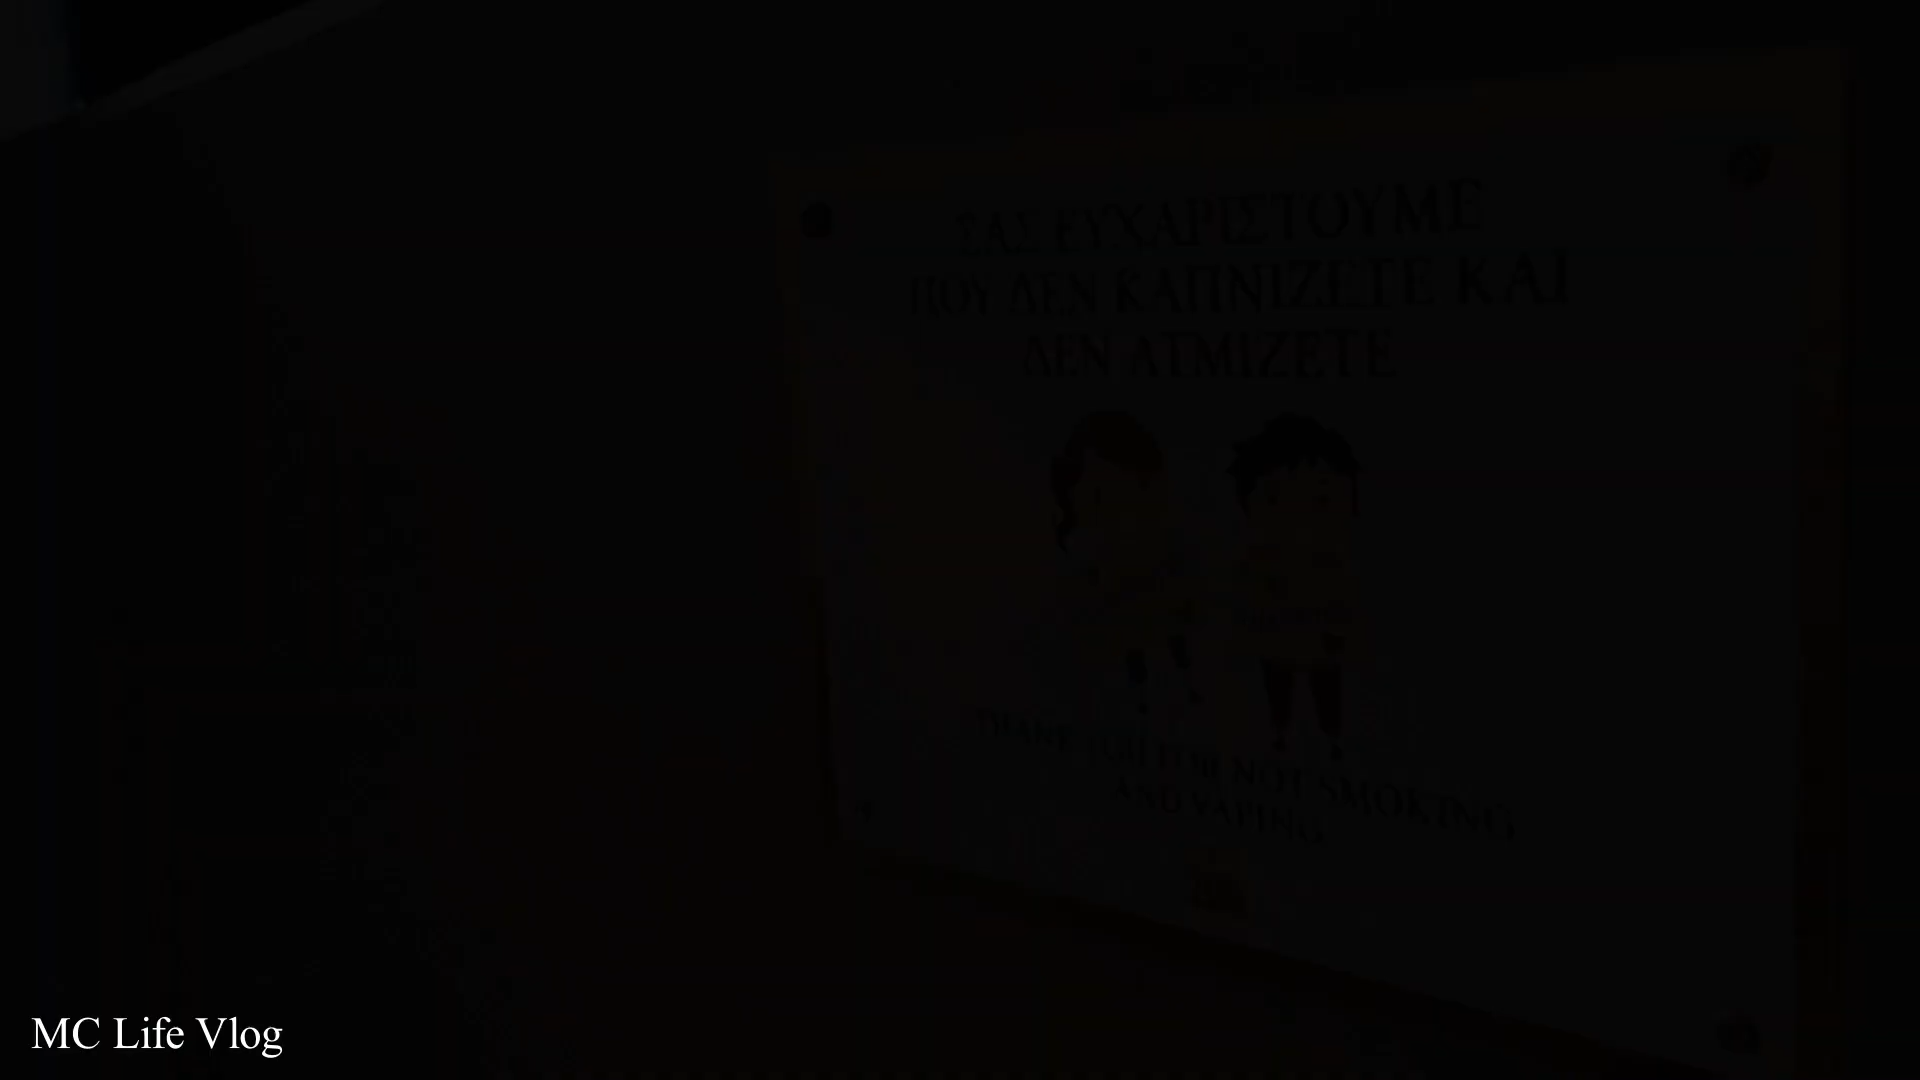 ΣΑΣ ΕΥΧΑΡΙΣΤΟΥΜΕ
ΠΟΥ ΔΕΝ ΚΑΠΝΙΖΕΤΕ ΚΑΙ
ΔΕΝ ΑΤΜΙΖΕΤΕ
THANK YOU FOR NOT SMOKING
AND VAPING
MC Life Vlog